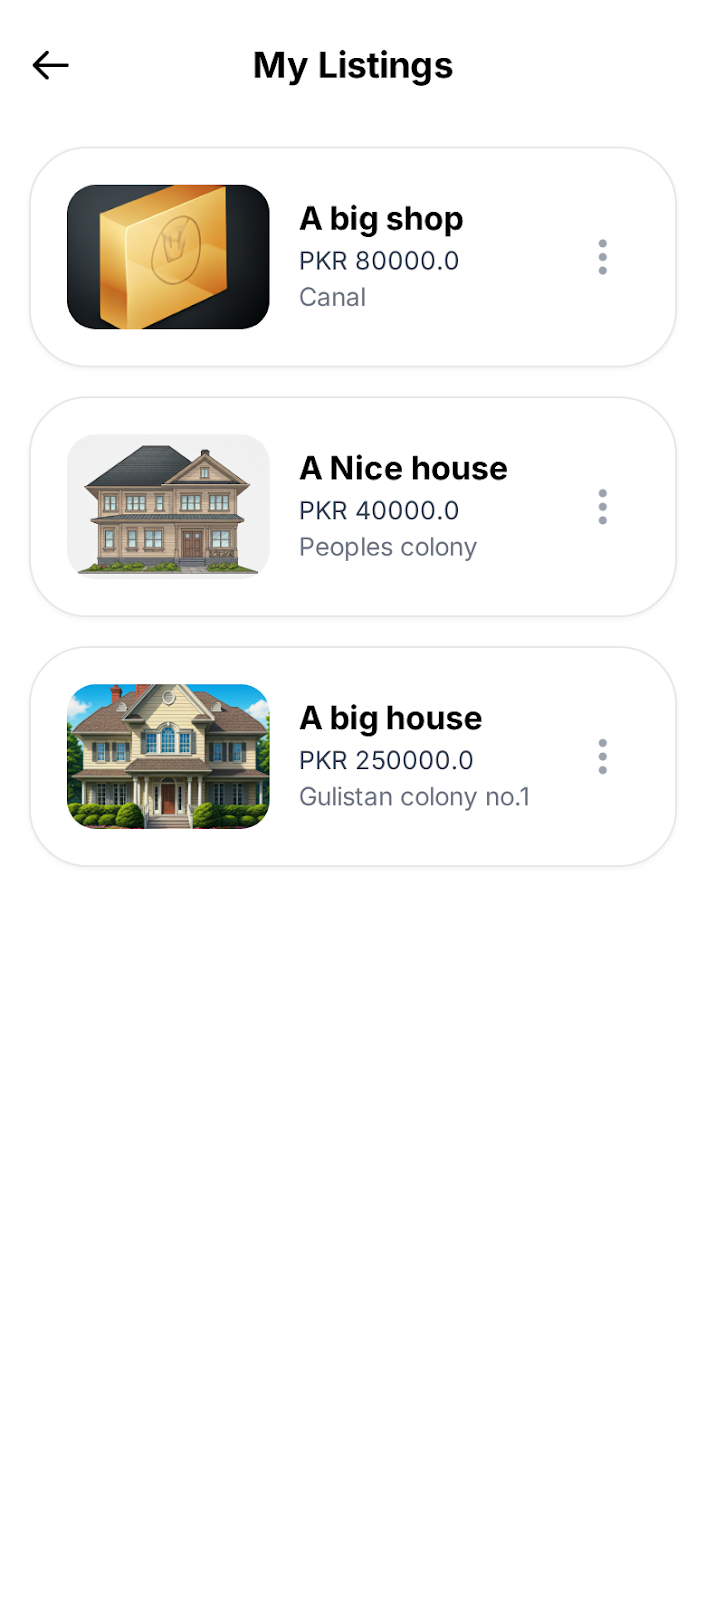 My Listings
A big shop
PKR 80000.0
Canal
A Nice house
PKR 40000.0
Peoples colony
A big house
PKR 250000.0
Gulistan colony no.1